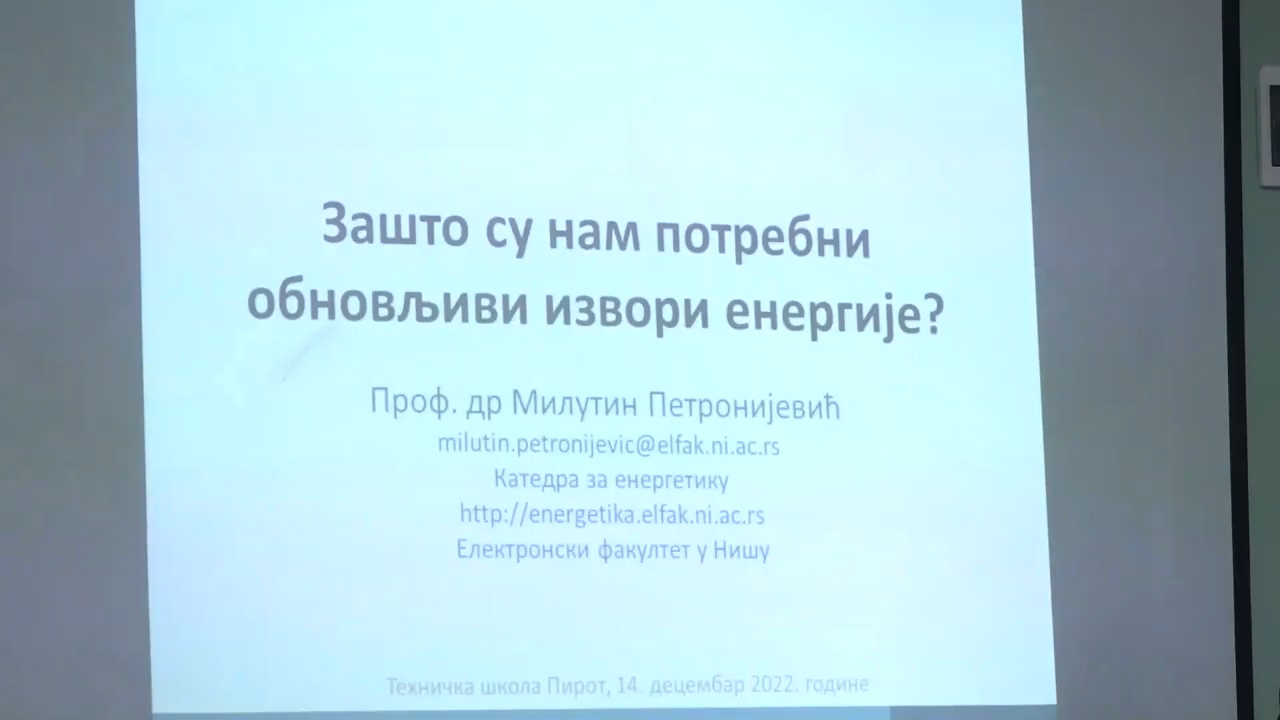 Зашто су нам потребни
обновљиви извори енергије?
Проф. др Милутин Петронијевић
milutin.petronijevic@elfak.ni.ac.rs
Катедра за енергетику
http://energetika.elfak.ni.ac.rs
Електронски факултет у Нишу
Техничка школа Пирот, 14. децембар 2022. године